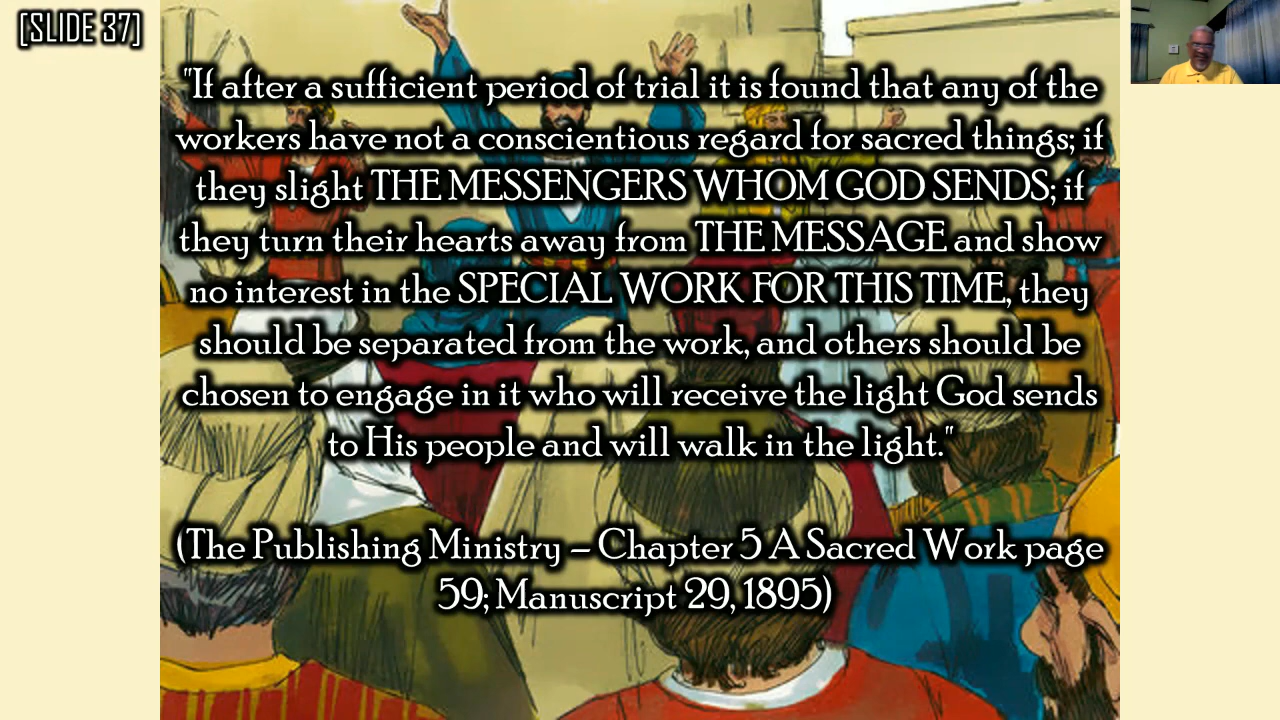 [SLIDE 37]
"If after a sufficient period of trial it is found that any of the
workers have not a conscientious regard for sacred things; if
they slight THE MESSENGERS WHOM GOD SENDS; if
they turn their hearts away from THE MESSAGE and show
no interest in the SPECIAL WORK FOR THIS TIME, they
should be separated from the work, and others should be
chosen to engage in it who will receive the light God sends
to His people and will walk in the light."
(The Publishing Ministry – Chapter 5 A Sacred Work page
59; Manuscript 29, 1895)